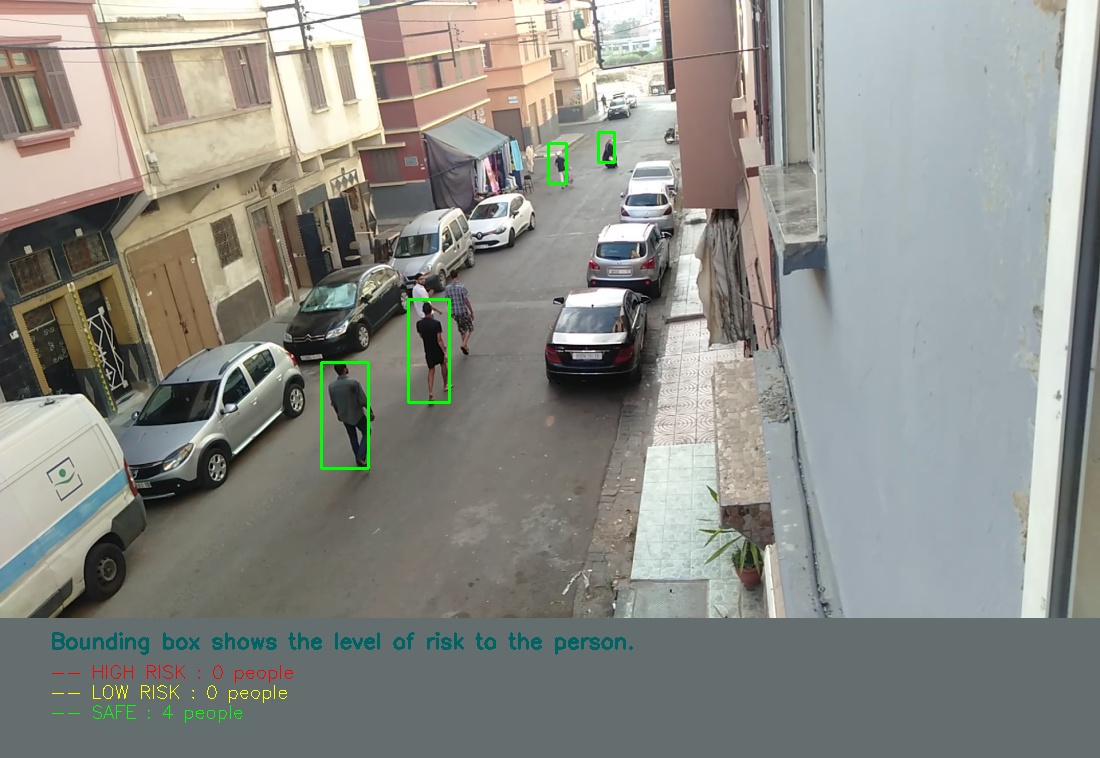 Bounding box shows the level of risk to the person.
-- HIGH RISK : 0 people
-- LOW RISK : 0 people
-- SAFE : 4 people